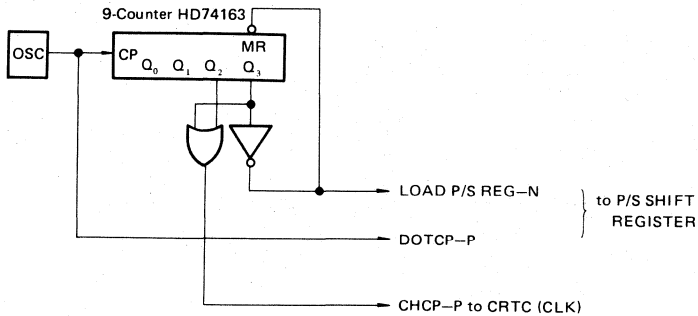 9-Counter HD74163
OSC
CP
MR
Q₀ Q₁ Q₂ Q₃
LOAD P/S REG—N
to P/S SHIFT
REGISTER
DOTCP—P
CHCP—P to CRTC (CLK)